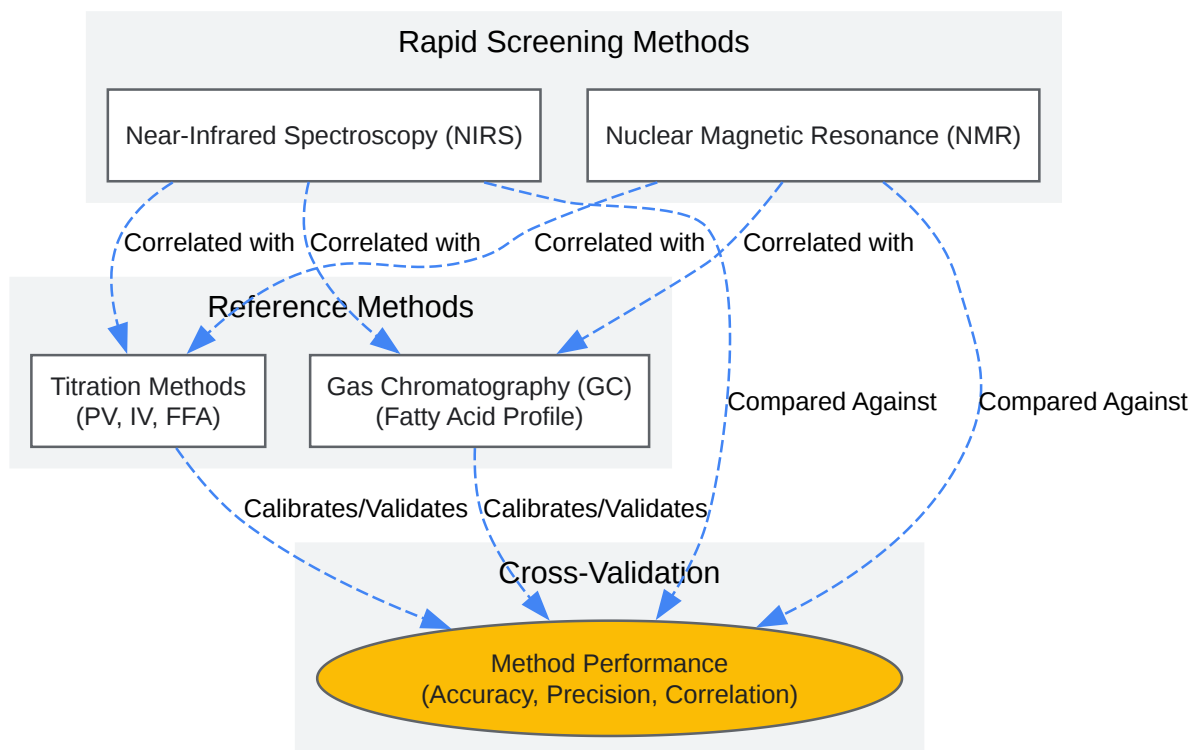 Rapid Screening Methods
Near-Infrared Spectroscopy (NIRS)
Nuclear Magnetic Resonance (NMR)
Correlated with
Correlated with
Correlated with
Correlated with
Reference Methods
Titration Methods
(PV, IV, FFA)
Gas Chromatography (GC)
(Fatty Acid Profile)
Compared Against
Compared Against
Calibrates/Validates
Calibrates/Validates
Cross-Validation
Method Performance
(Accuracy, Precision, Correlation)